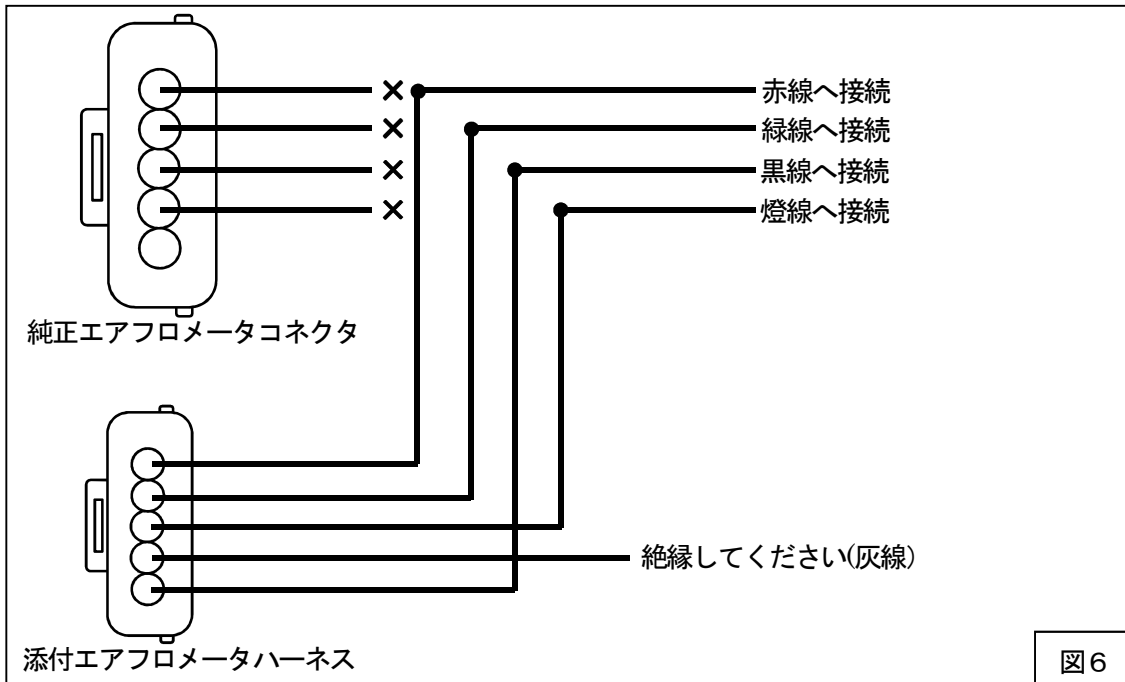 赤線へ接続
緑線へ接続
黒線へ接続
燈線へ接続
純正エアフロメータコネクタ
絶縁してください(灰線)
添付エアフロメータハーネス
図6